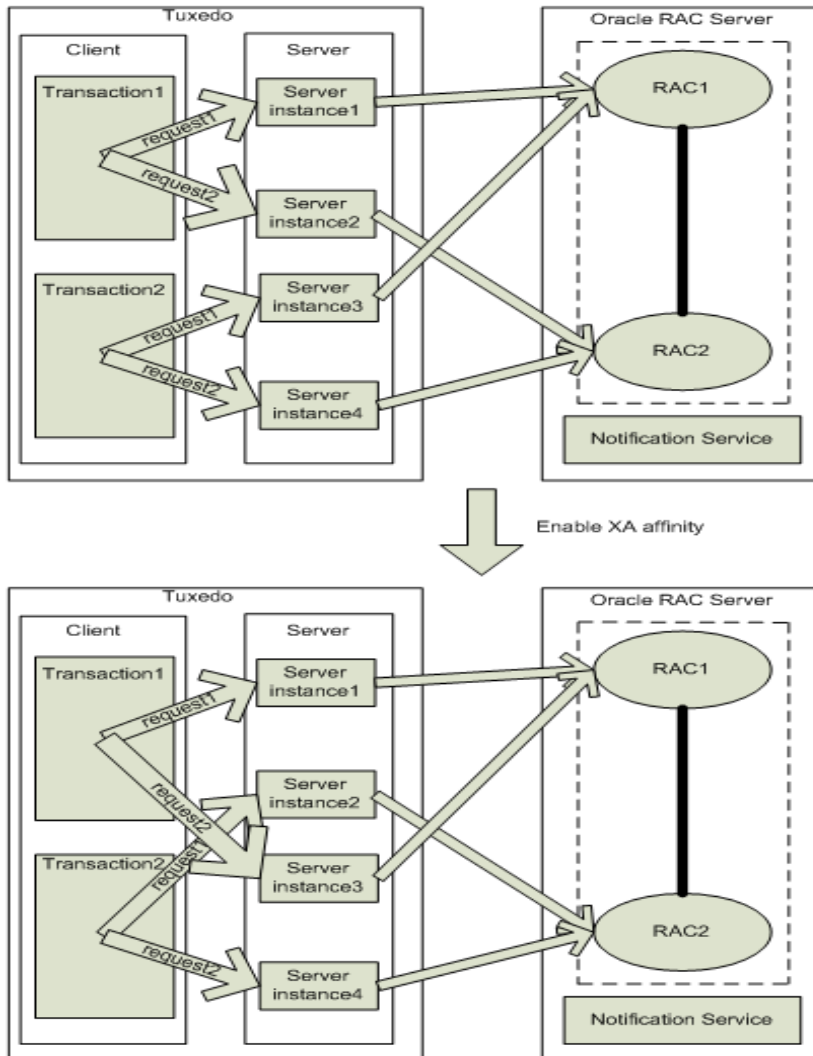 Tuxedo
Oracle RAC Server
Client
Server
Transaction1
request1
request2
Server
instance1
Server
instance2
Transaction2
request1
request2
Server
instance3
Server
instance4
RAC1
RAC2
Notification Service
Enable XA affinity
Tuxedo
Oracle RAC Server
Client
Server
Transaction1
request1
request2
Server
instance1
Server
instance2
Transaction2
request1
request2
Server
instance3
Server
instance4
RAC1
RAC2
Notification Service